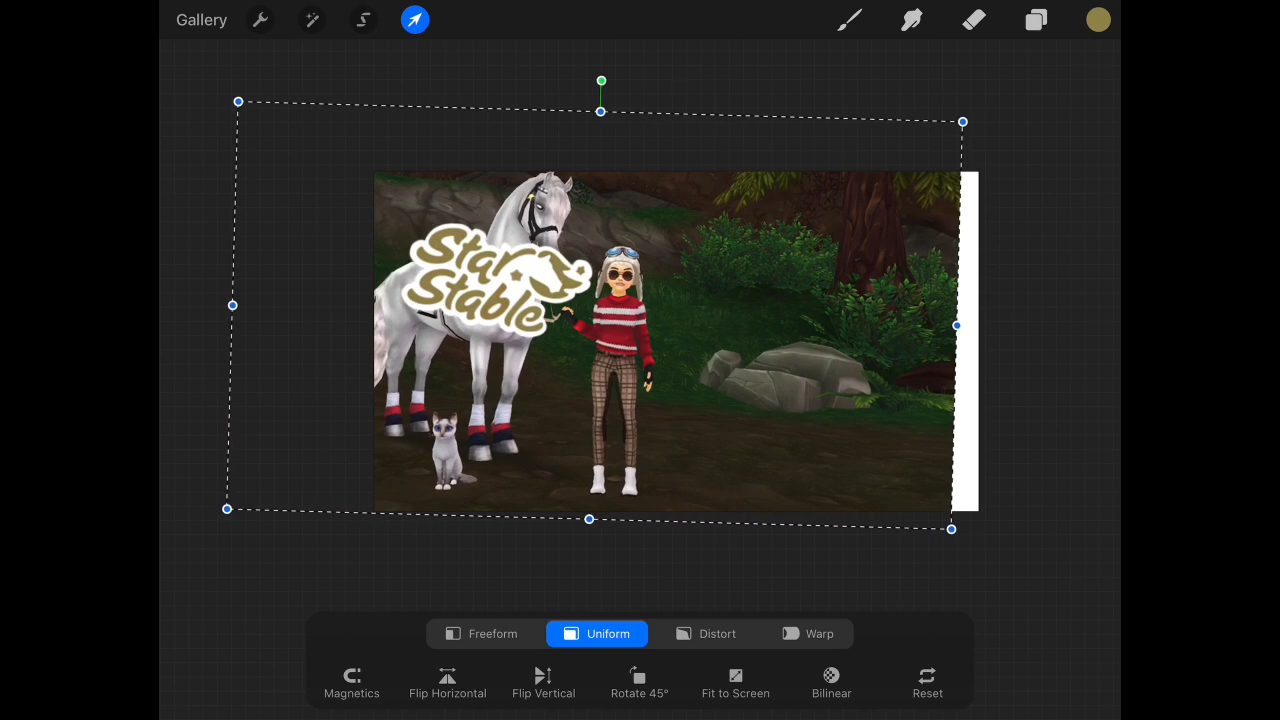 Gallery
Star
Stable
Freeform
Uniform
Distort
Warp
Magnetics
Flip Horizontal
Flip Vertical
Rotate 45°
Fit to Screen
Bilinear
Reset